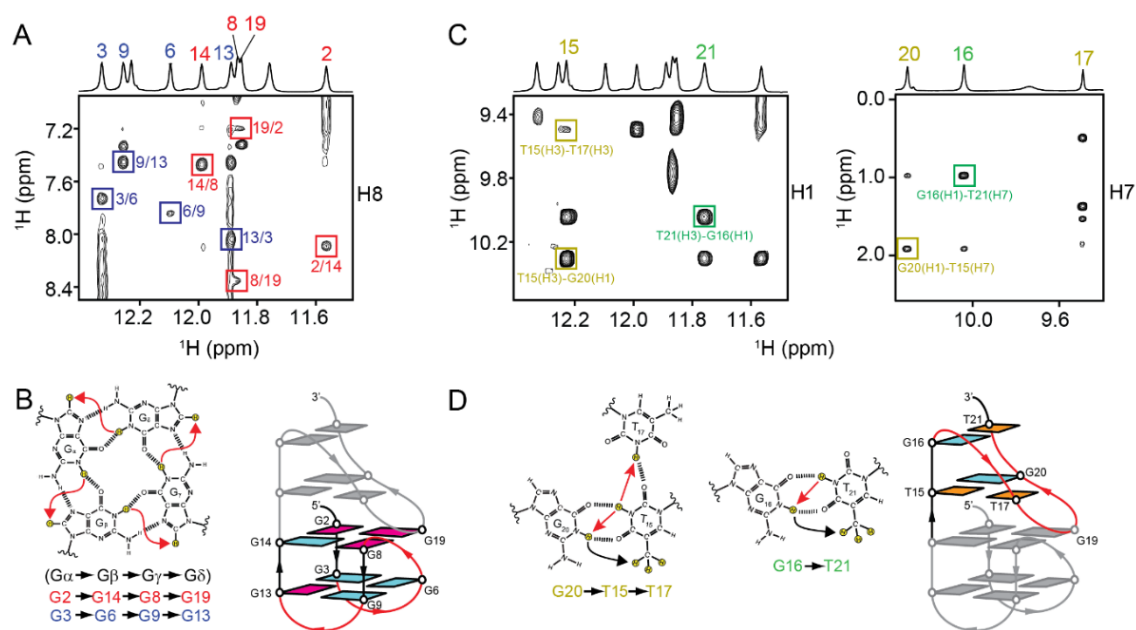 A
3 9 6 14 13 8 19 2
7.2
7.6
8.0
8.4
19/2
9/13
14/8
3/6
6/9
13/3
2/14
8/19
12.2 12.0 11.8 11.6
¹H (ppm)
¹H (ppm)
H8
C
15 21
9.4
9.8
10.2
T15(H3)-T17(H3)
T21(H3)-G16(H1)
T15(H3)-G20(H1)
12.2 12.0 11.8 11.6
¹H (ppm)
¹H (ppm)
H1
20 16 17
0.0
1.0
2.0
G16(H1)-T21(H7)
G20(H1)-T15(H7)
10.0 9.6
¹H (ppm)
¹H (ppm)
H7
B
(Gα→Gβ→Gγ→Gδ)
G2→G14→G8→G19
G3→G6→G9→G13
3'
5'
G2
G14
G19
G8
G3
G6
G13
G9
D
T₁₇
G₂₀
G₁₆
T₂₁
G20→T15→T17
G16→T21
3'
T21
G16
G20
T15
5'
T17
G19